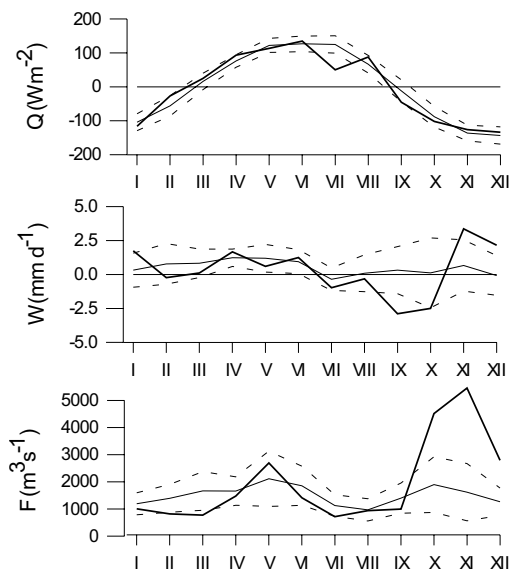 200
100
0
-100
-200
Q(Wm-2)
I II III IV V VI VII VIII IX X XI XII
5.0
2.5
0.0
-2.5
-5.0
W(mm d-1)
I II III IV V VI VII VIII IX X XI XII
5000
4000
3000
2000
1000
0
F(m3s-1)
I II III IV V VI VII VIII IX X XI XII